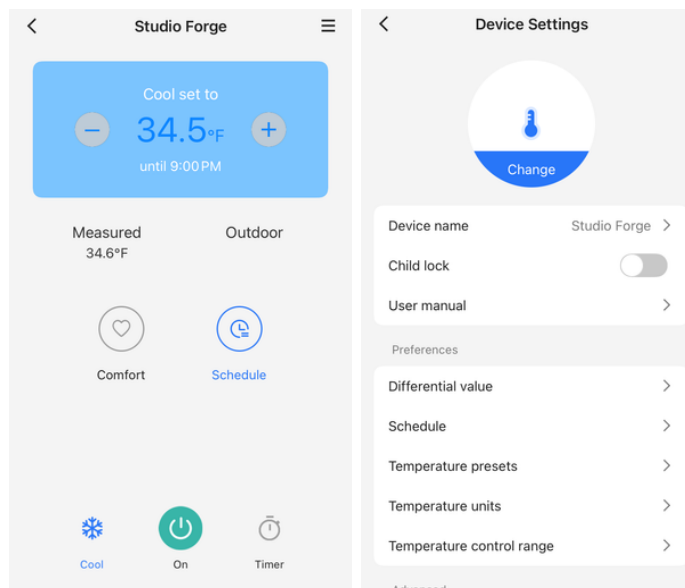 Studio Forge
Cool set to
34.5°F
until 9:00 PM
Measured
34.6°F
Outdoor
Comfort
Schedule
Cool
On
Timer
Device Settings
Change
Device name
Studio Forge
Child lock
User manual
Preferences
Differential value
Schedule
Temperature presets
Temperature units
Temperature control range